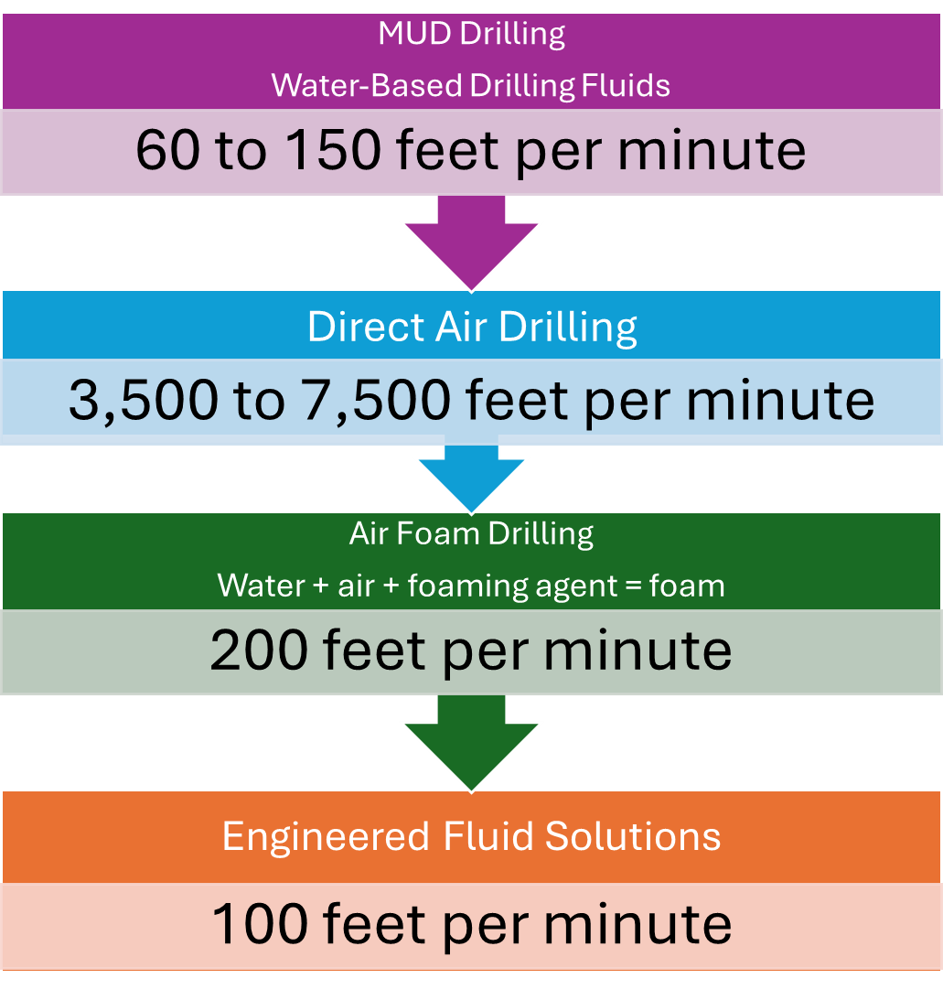 MUD Drilling
Water-Based Drilling Fluids
60 to 150 feet per minute
Direct Air Drilling
3,500 to 7,500 feet per minute
Air Foam Drilling
Water + air + foaming agent = foam
200 feet per minute
Engineered Fluid Solutions
100 feet per minute